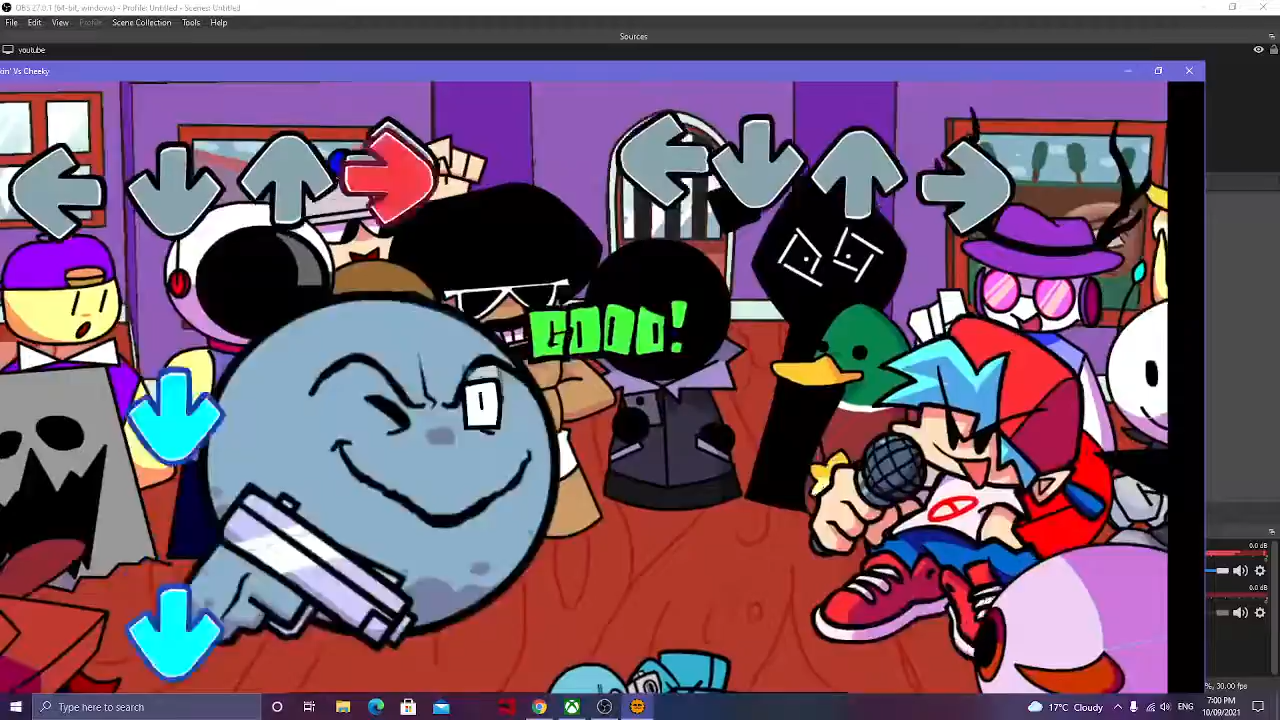 OBS 27.0.1 (64-bit, windows) - Profile: Untitled - Scenes: Untitled
File Edit View Profile Scene Collection Tools Help
Sources
youtube
kin' Vs Cheeky
GOOD!
0
0.0 dB
0.0 dB
%, 30.00 fps
Type here to search
17°C Cloudy
ENG
7:00 PM
10/09/2021